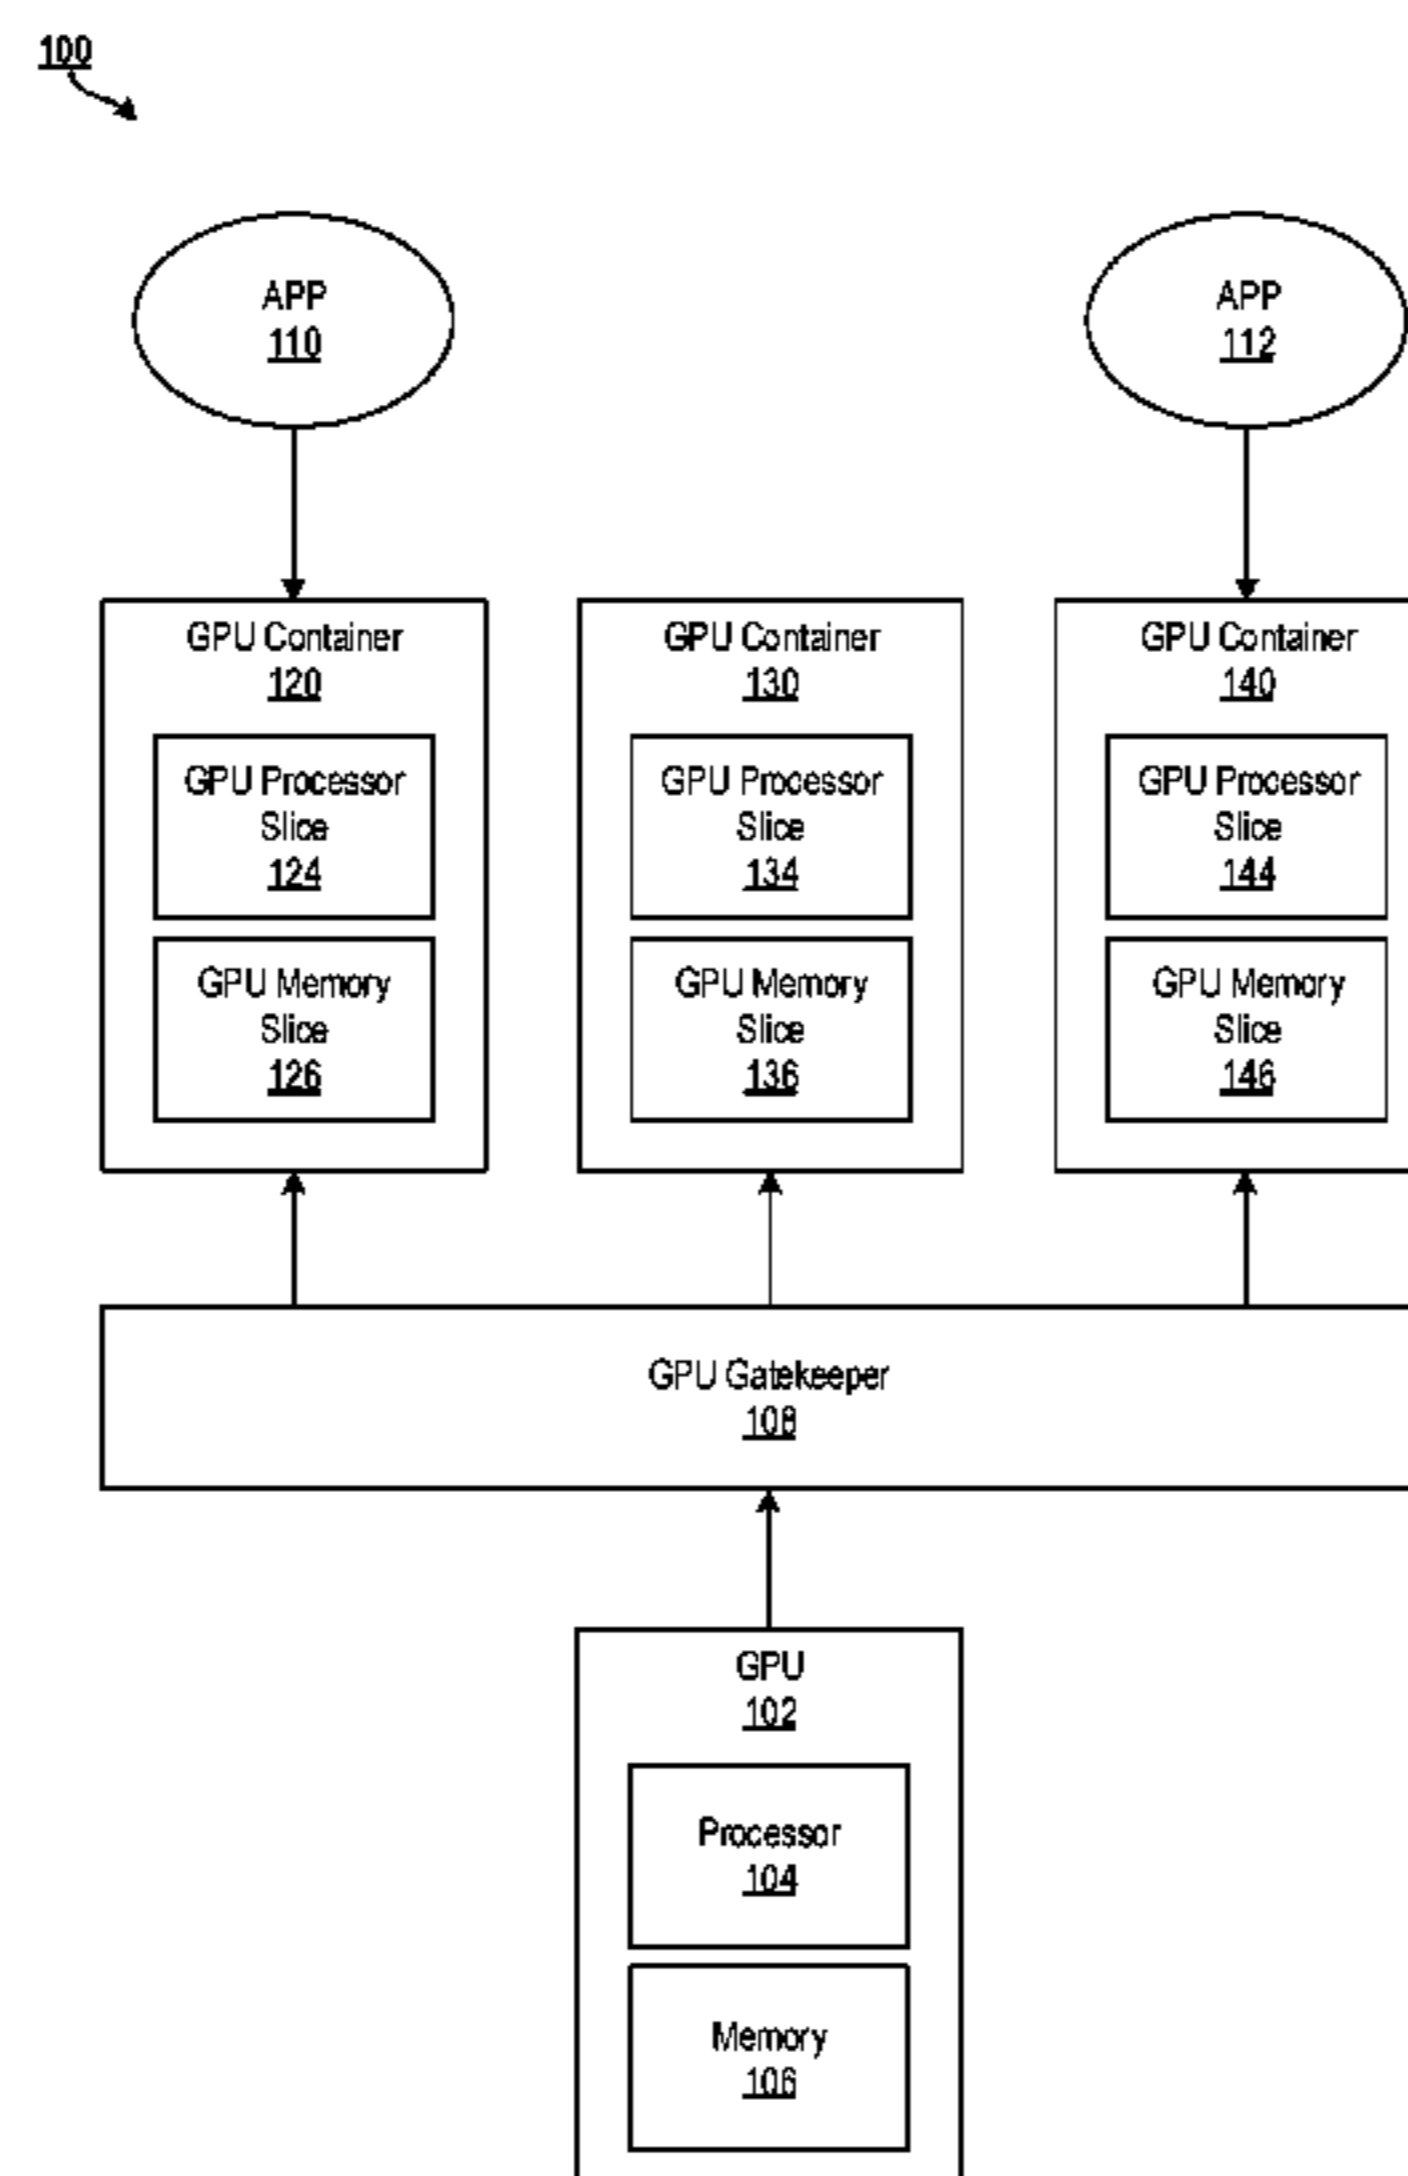 100
APP
110
APP
112
GPU Container
120
GPU Processor
Slice
124
GPU Memory
Slice
126
GPU Container
130
GPU Processor
Slice
134
GPU Memory
Slice
136
GPU Container
140
GPU Processor
Slice
144
GPU Memory
Slice
146
GPU Gatekeeper
108
GPU
102
Processor
104
Memory
106